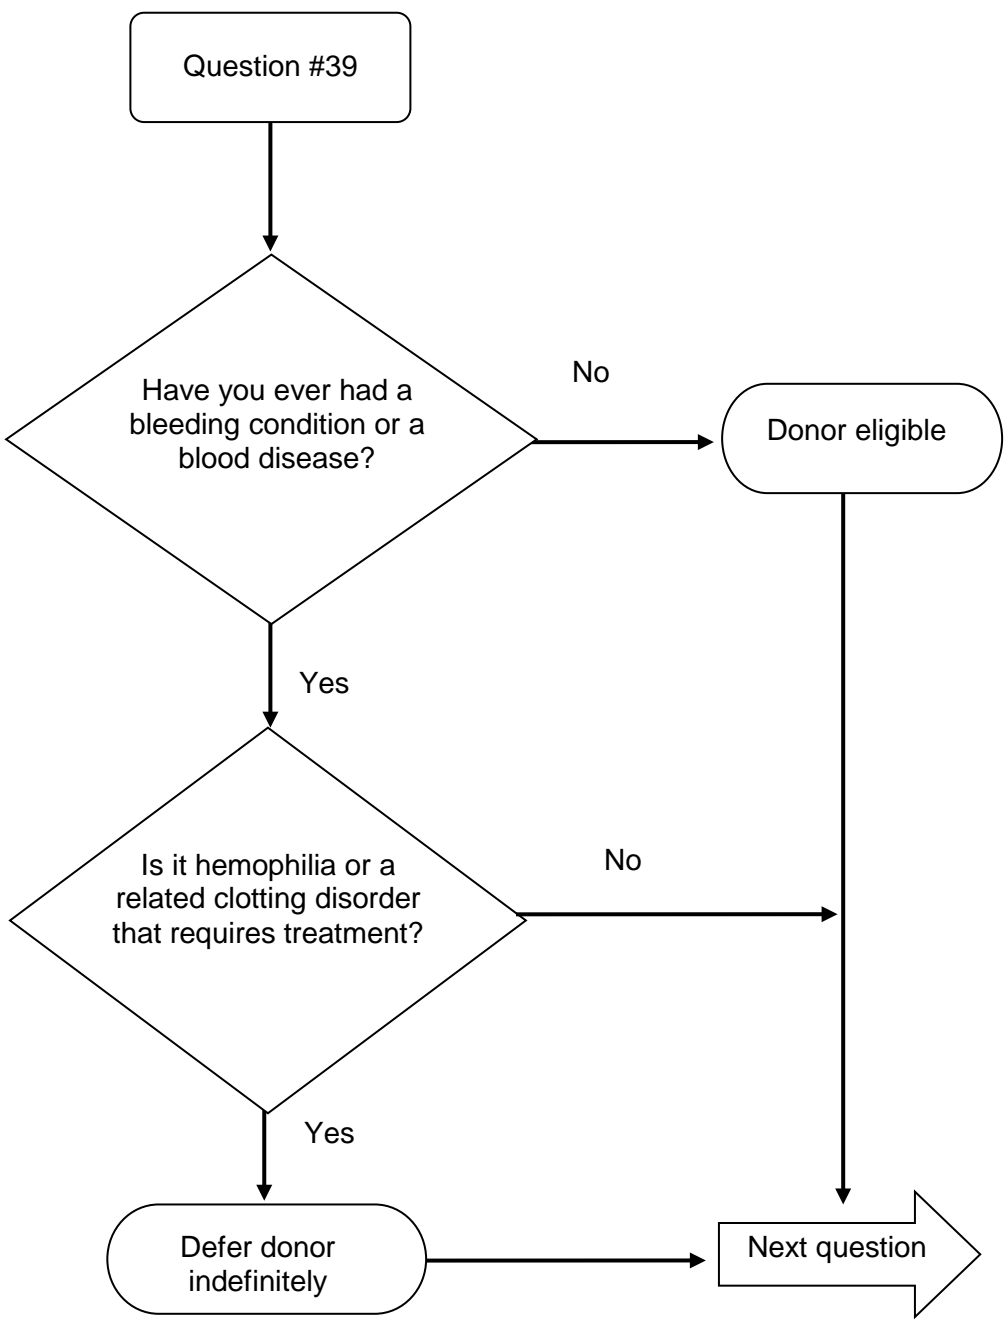 Question #39
Have you ever had a
bleeding condition or a
blood disease?
No
Donor eligible
Yes
Is it hemophilia or a
related clotting disorder
that requires treatment?
No
Yes
Defer donor
indefinitely
Next question